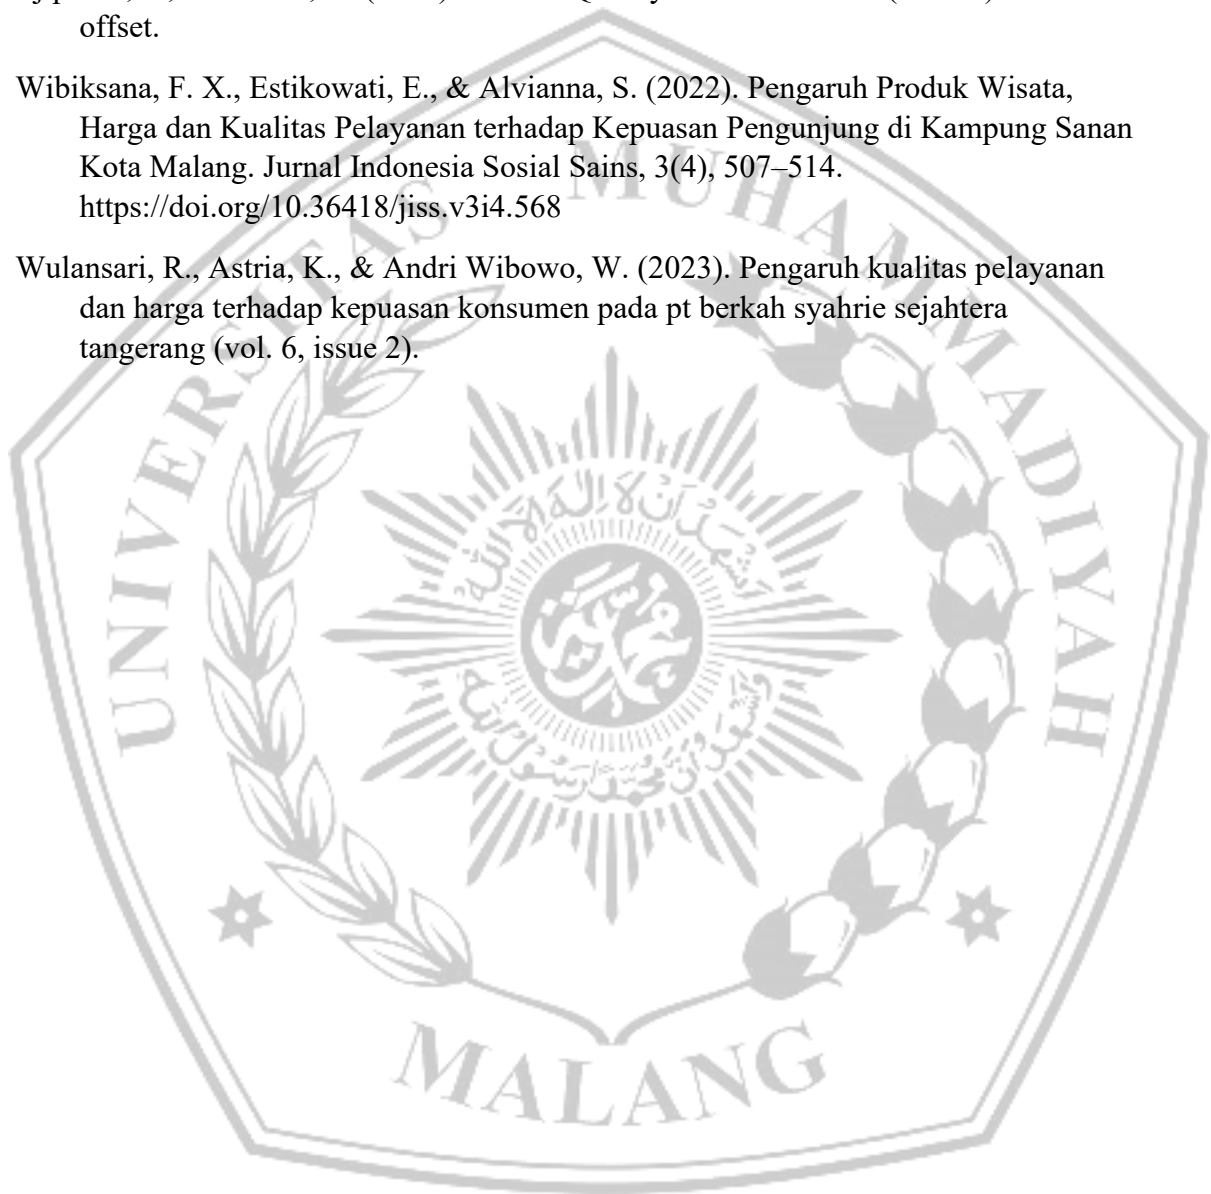 offset.
Wibiksana, F. X., Estikowati, E., & Alvianna, S. (2022). Pengaruh Produk Wisata,
Harga dan Kualitas Pelayanan terhadap Kepuasan Pengunjung di Kampung Sanan
Kota Malang. Jurnal Indonesia Sosial Sains, 3(4), 507–514.
https://doi.org/10.36418/jiss.v3i4.568
Wulansari, R., Astria, K., & Andri Wibowo, W. (2023). Pengaruh kualitas pelayanan
dan harga terhadap kepuasan konsumen pada pt berkah syahrie sejahtera
tangerang (vol. 6, issue 2).
UNIVERSITAS MUHAMMADIYAH
MALANG